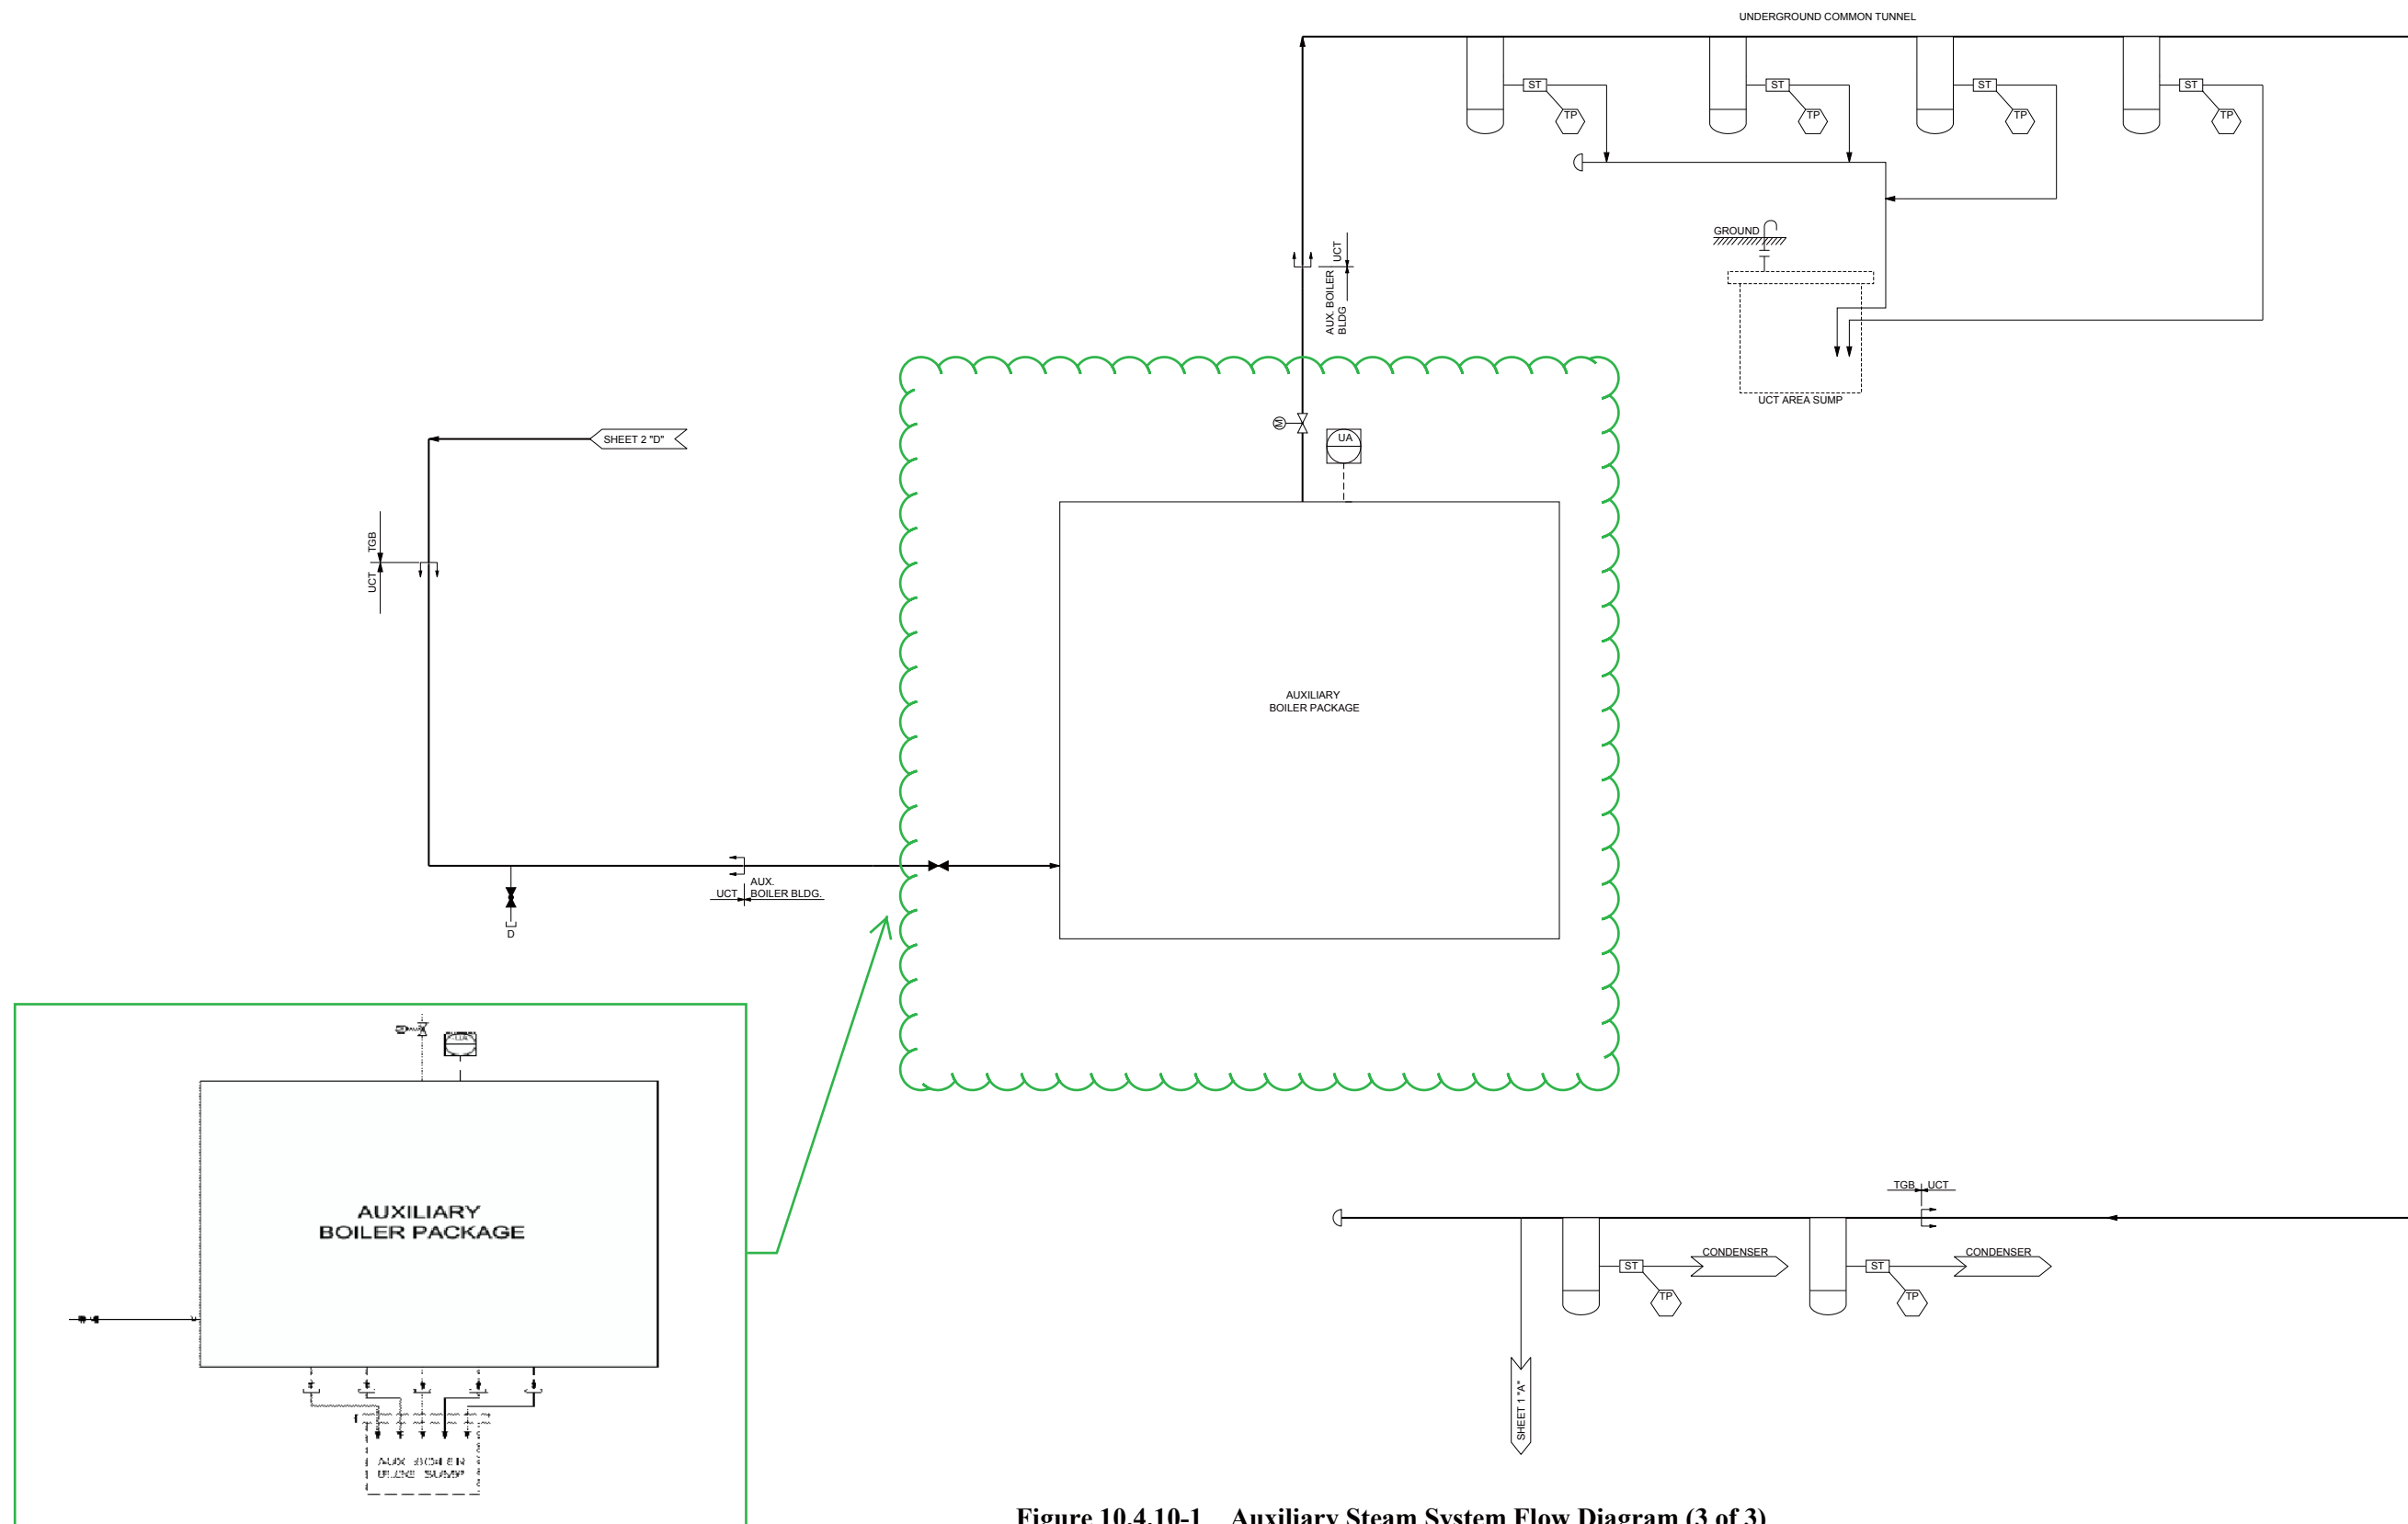 UNDERGROUND COMMON TUNNEL
ST
ST
ST
ST
TP
TP
TP
TP
GROUND
UCT
AUX. BOILER
BLDG
UCT AREA SUMP
SHEET 2 "D"
M
UA
TGB
UCT
AUXILIARY
BOILER PACKAGE
UCT
AUX.
BOILER BLDG.
D
AUXILIARY
BOILER PACKAGE
TGB
UCT
CONDENSER
CONDENSER
ST
ST
TP
TP
SHEET 1 "A"
AUX BOILER
SUMP
Figure 10.4.10-1 Auxiliary Steam System Flow Diagram (3 of 3)